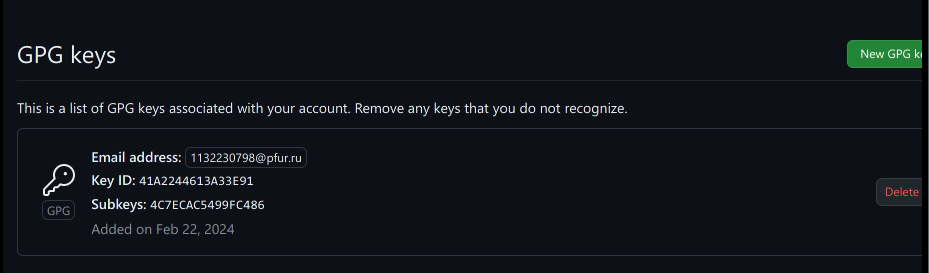 GPG keys
New GPG k
This is a list of GPG keys associated with your account. Remove any keys that you do not recognize.
Email address: 1132230798@pfur.ru
Key ID: 41A2244613A33E91
GPG
Subkeys: 4C7ECAC5499FC486
Delete
Added on Feb 22, 2024